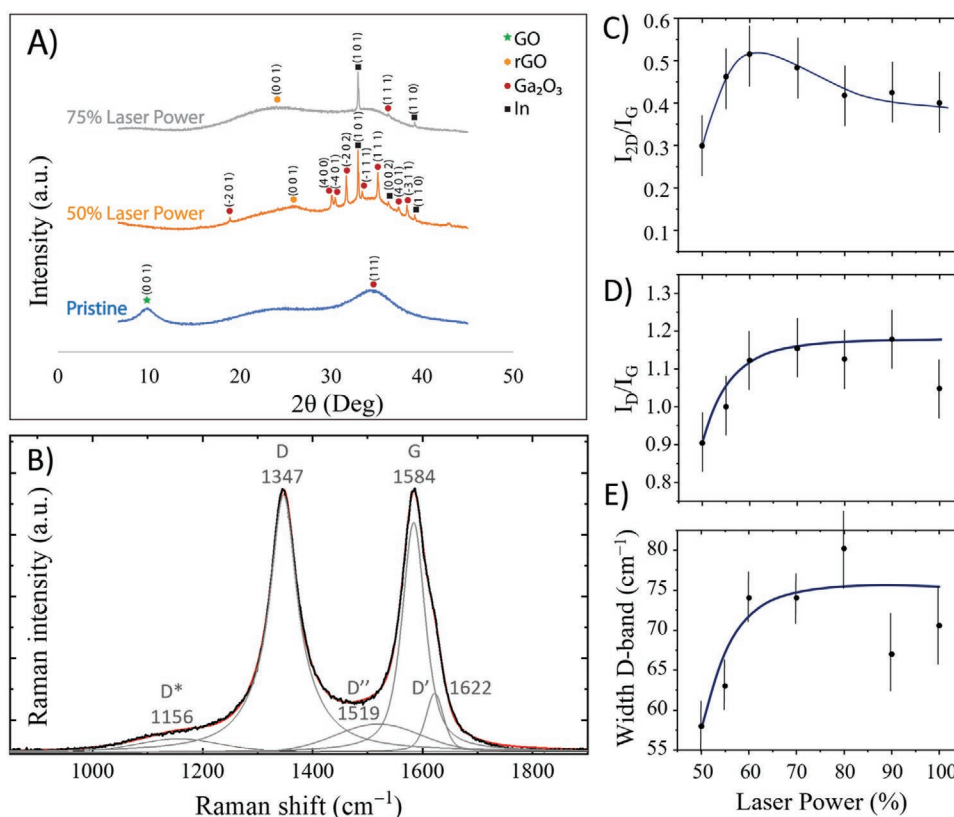 A)
GO
rGO
Ga₂O₃
In
75% Laser Power
(0 0 1)
(1 0 1)
(1 1 1)
(1 1 0)
50% Laser Power
(-2 0 1)
(0 0 1)
(4 0 0)
(-4 0 1)
(-2 0 2)
(1 0 1)
(-1 1 1)
(1 1 1)
(0 0 2)
(4 0 1)
(-3 1 1)
(1 1 0)
Pristine
(0 0 1)
(111)
Intensity (a.u.)
0 10 20 30 40 50
2θ (Deg)
B)
D
1347
G
1584
D*
1156
D''
1519
D'
1622
Raman intensity (a.u.)
1000 1200 1400 1600 1800
Raman shift (cm⁻¹)
C)
I2D/IG
0.6
0.5
0.4
0.3
0.2
0.1
D)
ID/IG
1.3
1.2
1.1
1.0
0.9
0.8
E)
Width D-band (cm⁻¹)
80
75
70
65
60
55
50 60 70 80 90 100
Laser Power (%)